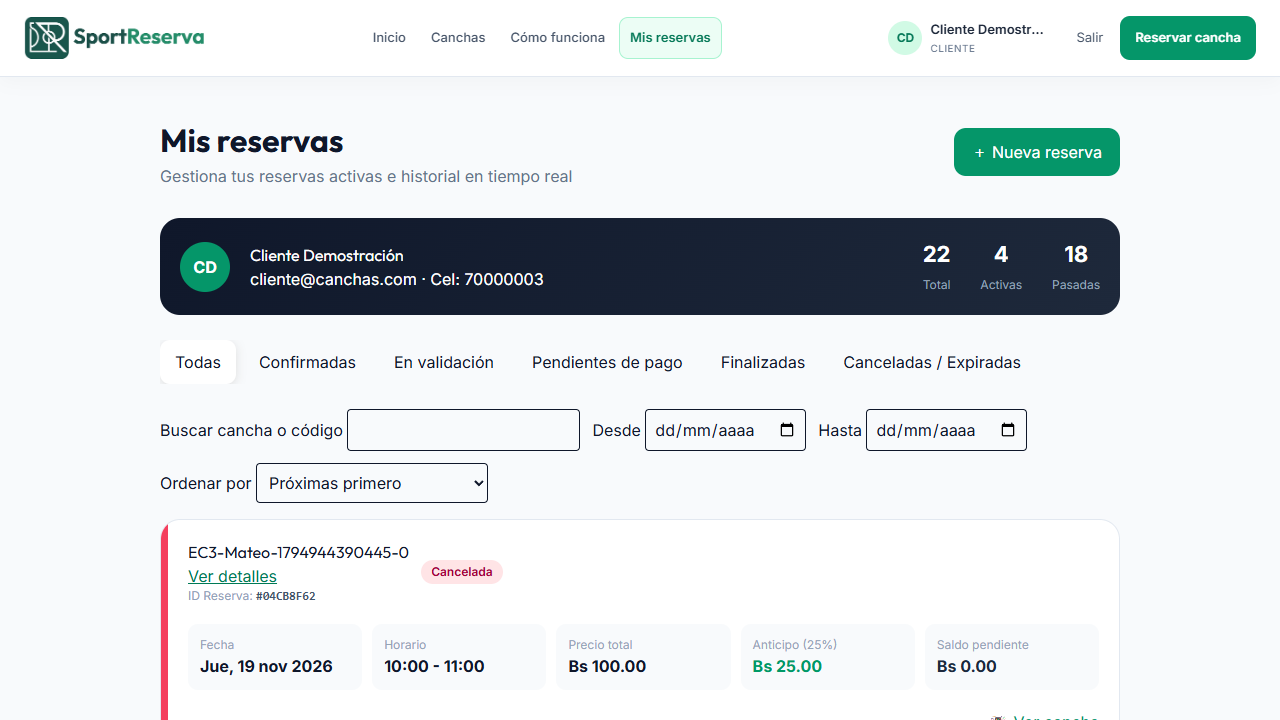 SportReserva
Inicio
Canchas
Cómo funciona
Mis reservas
CD
Cliente Demostr...
CLIENTE
Salir
Reservar cancha
Mis reservas
Gestiona tus reservas activas e historial en tiempo real
+ Nueva reserva
CD
Cliente Demostración
cliente@canchas.com · Cel: 70000003
22
Total
4
Activas
18
Pasadas
Todas
Confirmadas
En validación
Pendientes de pago
Finalizadas
Canceladas / Expiradas
Buscar cancha o código
Desde dd/mm/aaaa
Hasta dd/mm/aaaa
Ordenar por Próximas primero
EC3-Mateo-1794944390445-0
Ver detalles
Cancelada
ID Reserva: #04CB8F62
Fecha
Jue, 19 nov 2026
Horario
10:00 - 11:00
Precio total
Bs 100.00
Anticipo (25%)
Bs 25.00
Saldo pendiente
Bs 0.00
Ver cancha